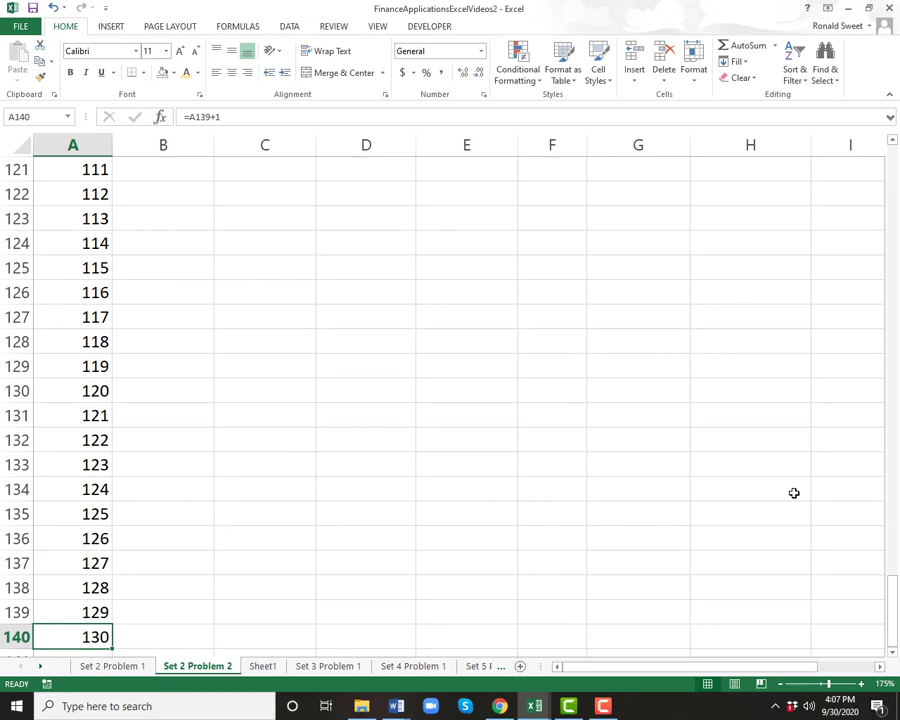 FinanceApplicationsExcelVideos2 - Excel
FILE HOME INSERT PAGE LAYOUT FORMULAS DATA REVIEW VIEW DEVELOPER Ronald Sweet
Paste Calibri 11 Wrap Text General Conditional Formatting Format as Table Cell Styles Insert Delete Format AutoSum Fill Clear Sort & Filter Find & Select
B I U A Merge & Center $ % ,
Clipboard Font Alignment Number Styles Cells Editing
A140 fx =A139+1
A B C D E F G H I
121 111
122 112
123 113
124 114
125 115
126 116
127 117
128 118
129 119
130 120
131 121
132 122
133 123
134 124
135 125
136 126
137 127
138 128
139 129
140 130
Set 2 Problem 1 Set 2 Problem 2 Sheet1 Set 3 Problem 1 Set 4 Problem 1 Set 5 P ...
READY 175%
Type here to search 4:07 PM
9/30/2020